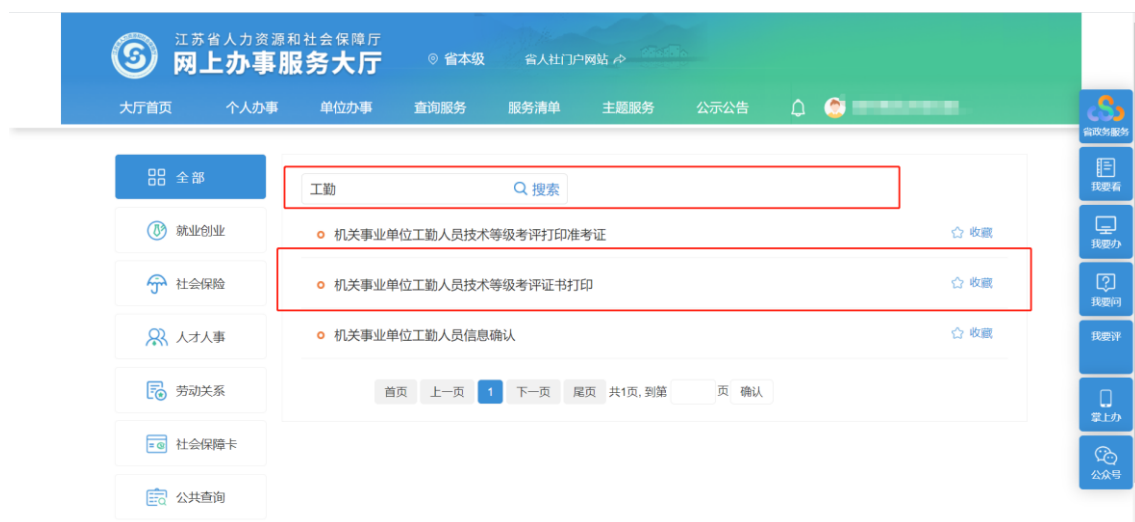 江苏省人力资源和社会保障厅
网上办事服务大厅
省本级 省人社门户网站
大厅首页 个人办事 单位办事 查询服务 服务清单 主题服务 公示公告
省政务服务
我要看
我要办
我要问
我要评
掌上办
公众号
全部
就业创业
社会保险
人才人事
劳动关系
社会保障卡
公共查询
工勤 搜索
机关事业单位工勤人员技术等级考评打印准考证 收藏
机关事业单位工勤人员技术等级考评证书打印 收藏
机关事业单位工勤人员信息确认 收藏
首页 上一页 1 下一页 尾页 共1页, 到第 页 确认